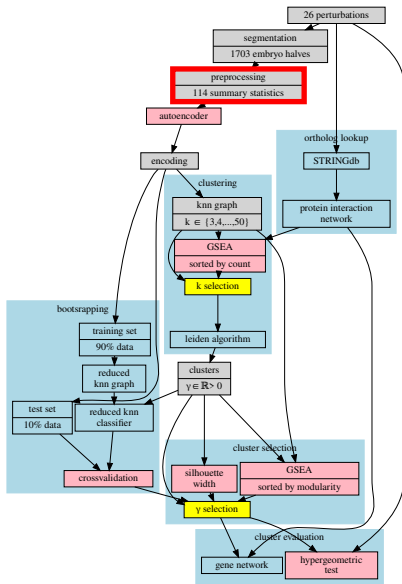 26 perturbations
segmentation
1703 embryo halves
preprocessing
114 summary statistics
autoencoder
ortholog lookup
encoding
STRINGdb
clustering
knn graph
k ∈ {3,4,...,50}
protein interaction
network
GSEA
sorted by count
k selection
bootsrapping
training set
90% data
leiden algorithm
reduced
knn graph
clusters
γ ∈ ℝ> 0
test set
10% data
reduced knn
classifier
cluster selection
crossvalidation
silhouette
width
GSEA
sorted by modularity
γ selection
cluster evaluation
gene network
hypergeometric
test